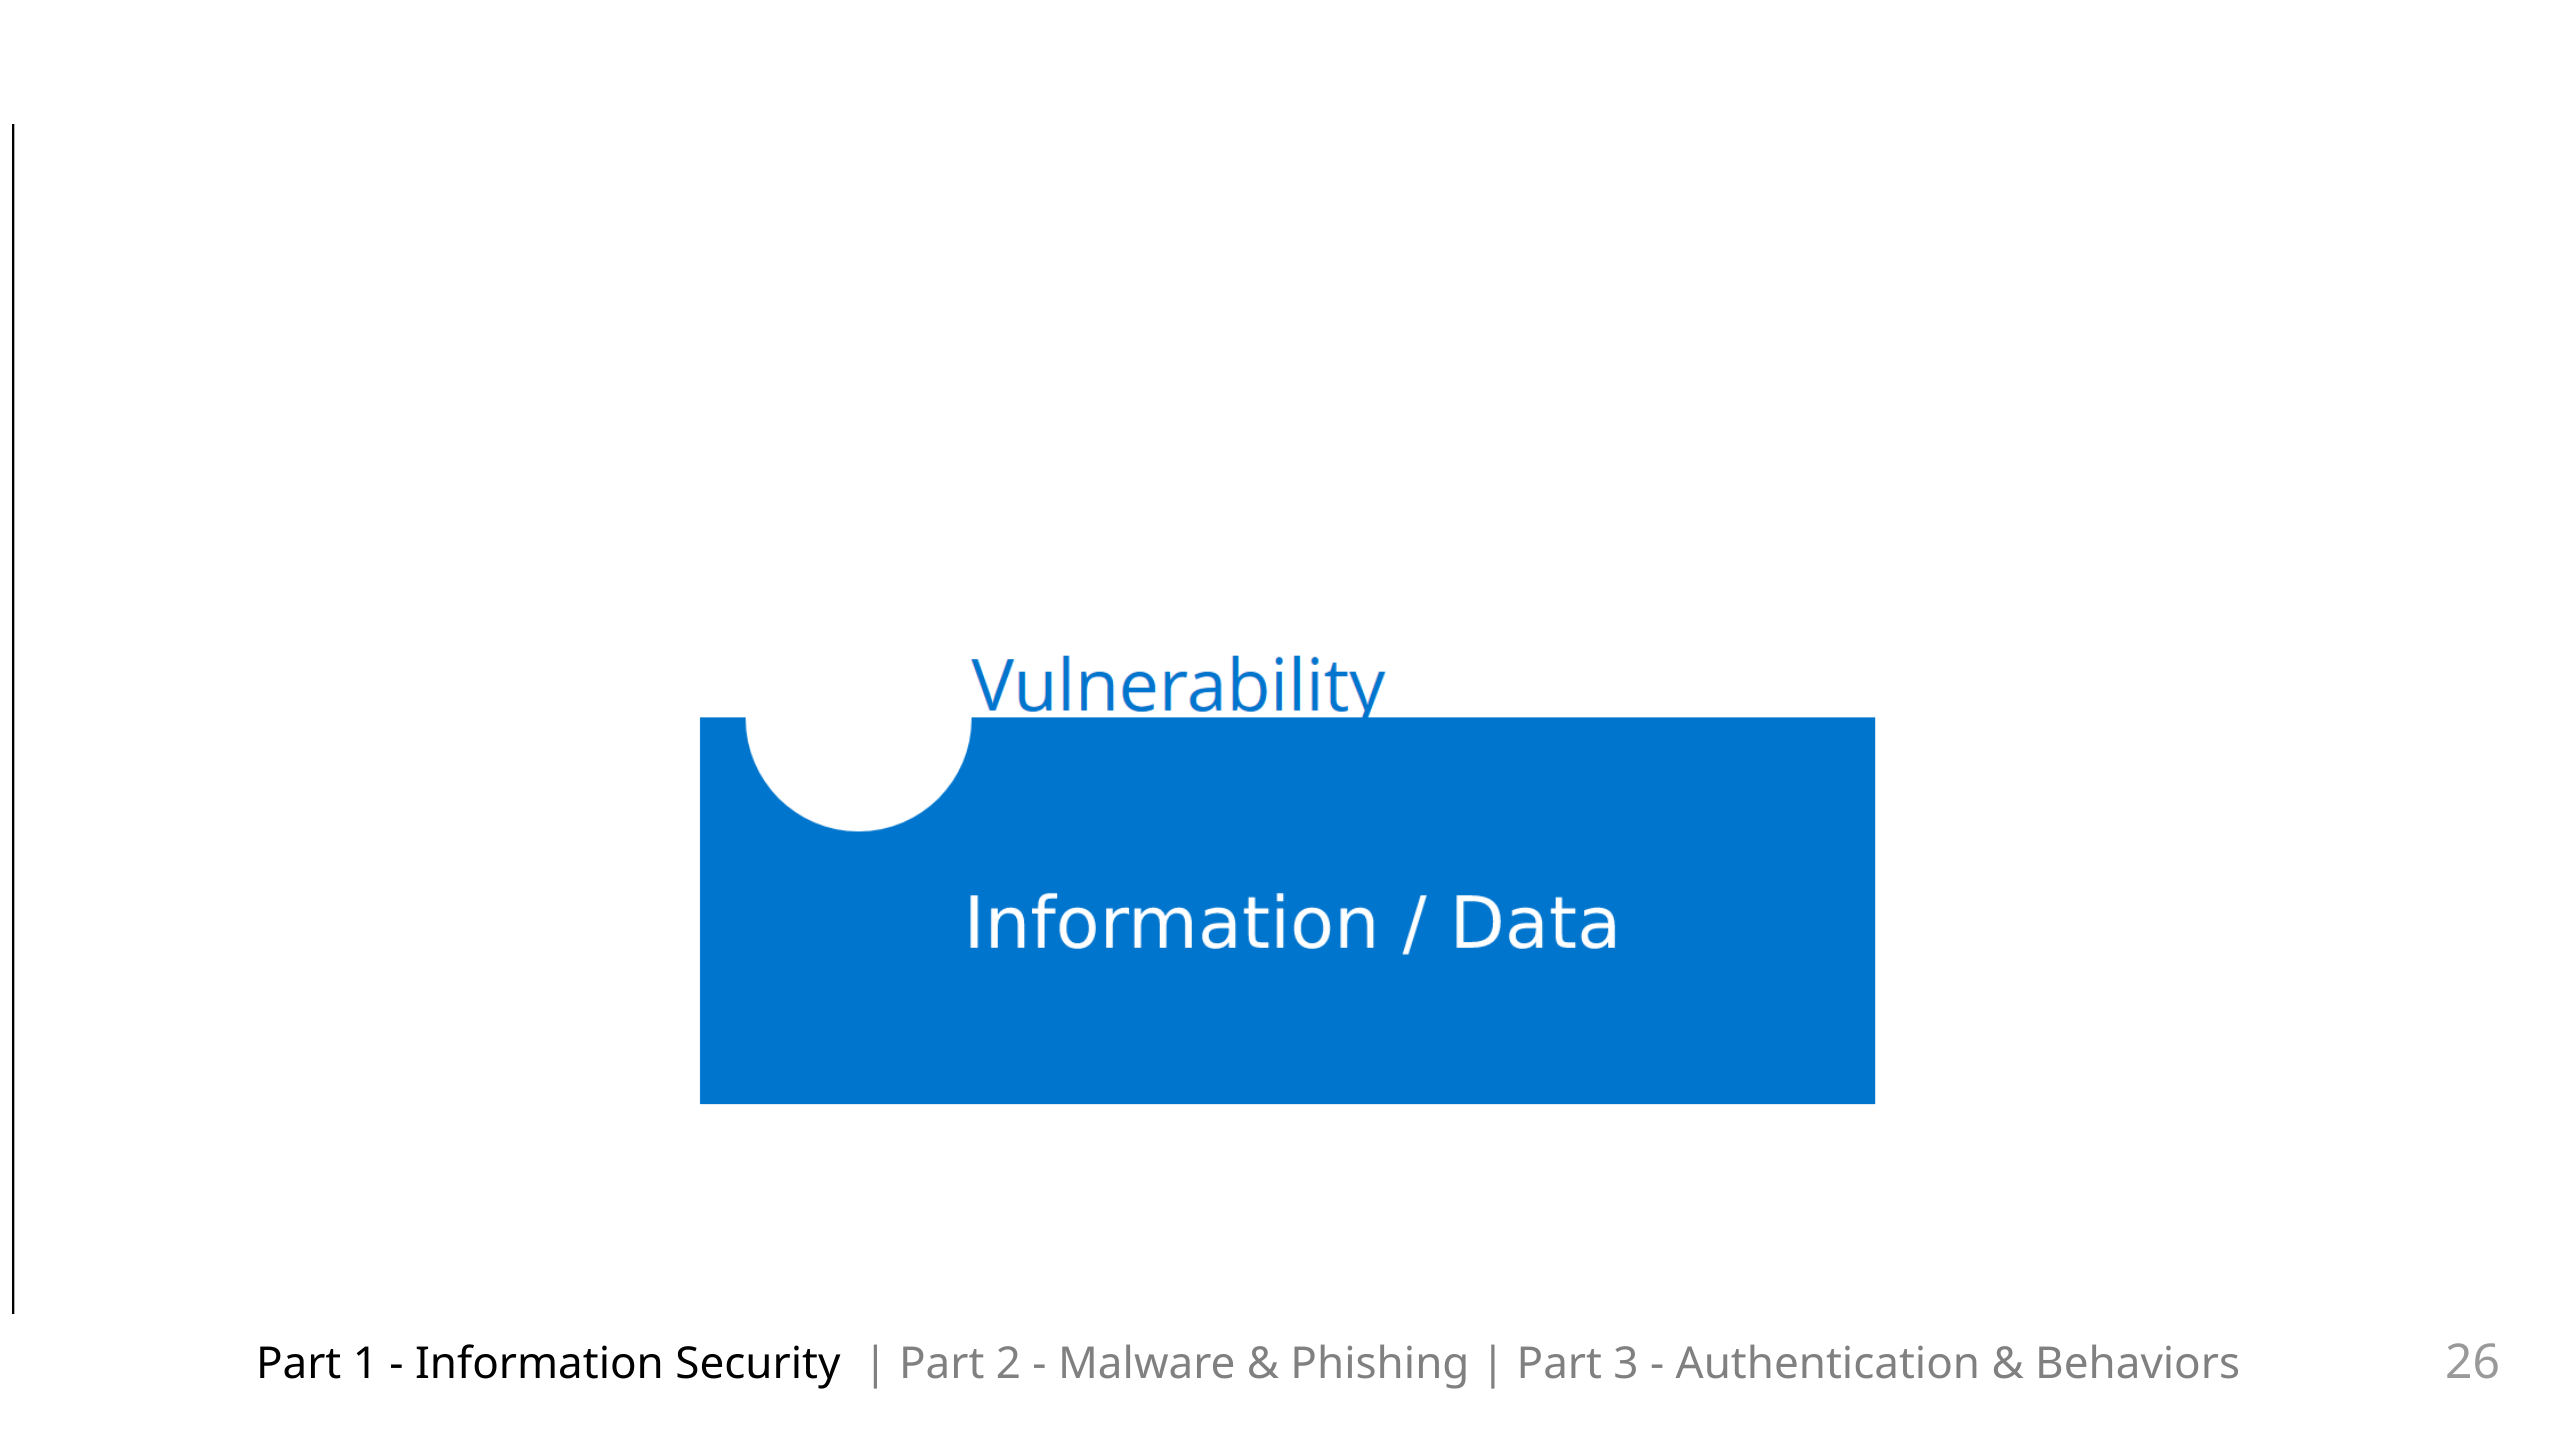 Vulnerability
Information / Data
Part 1 - Information Security | Part 2 - Malware & Phishing | Part 3 - Authentication & Behaviors
26